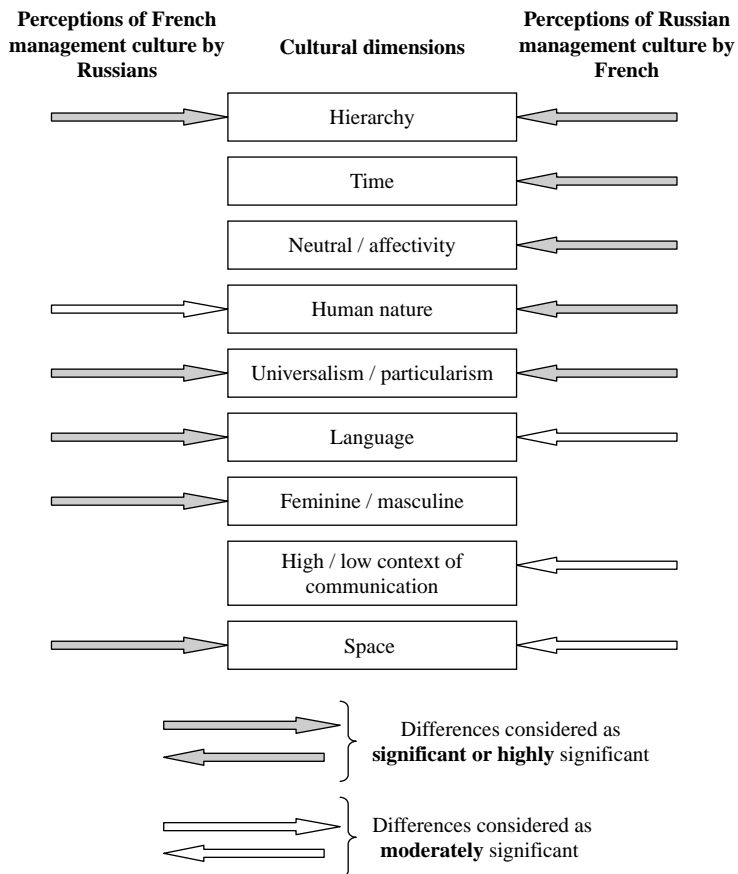 Perceptions of French
management culture by
Russians
Cultural dimensions
Perceptions of Russian
management culture by
French
Hierarchy
Time
Neutral / affectivity
Human nature
Universalism / particularism
Language
Feminine / masculine
High / low context of
communication
Space
Differences considered as
significant or highly significant
Differences considered as
moderately significant